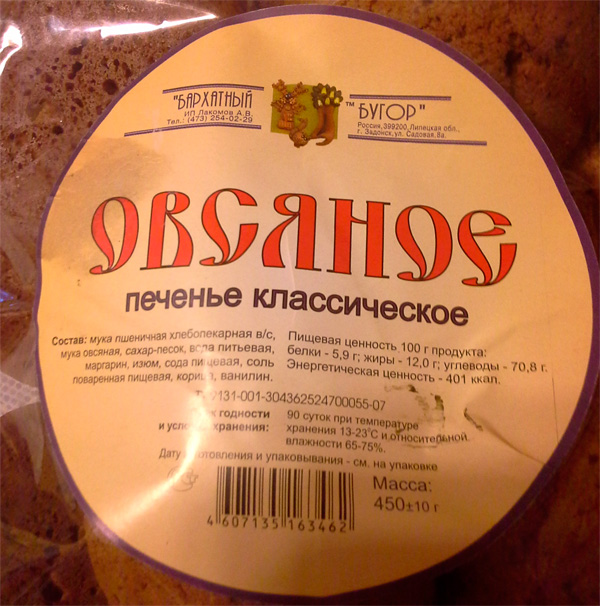 "БАРХАТНЫЙ
ИП Лакомов А.В.
Тел.: (473) 254-02-29
™ БУГОР"
Россия,399200,Липецкая обл.,
г. Задонск,ул. Садовая,8а.
ОВСЯНОЕ
печенье классическое
Состав: мука пшеничная хлебопекарная в/с,
мука овсяная, сахар-песок, вода питьевая,
маргарин, изюм, сода пищевая, соль
поваренная пищевая, корица, ванилин.
Пищевая ценность 100 г продукта:
белки - 5,9 г; жиры - 12,0 г; углеводы - 70,8 г.
Энергетическая ценность - 401 ккал.
9131-001-304362524700055-07
годности
хранения:
90 суток при температуре
хранения 13-23°С и относительной
влажности 65-75%.
Дату изготовления и упаковывания - см. на упаковке
Масса:
450±10 г
4 607135 163462